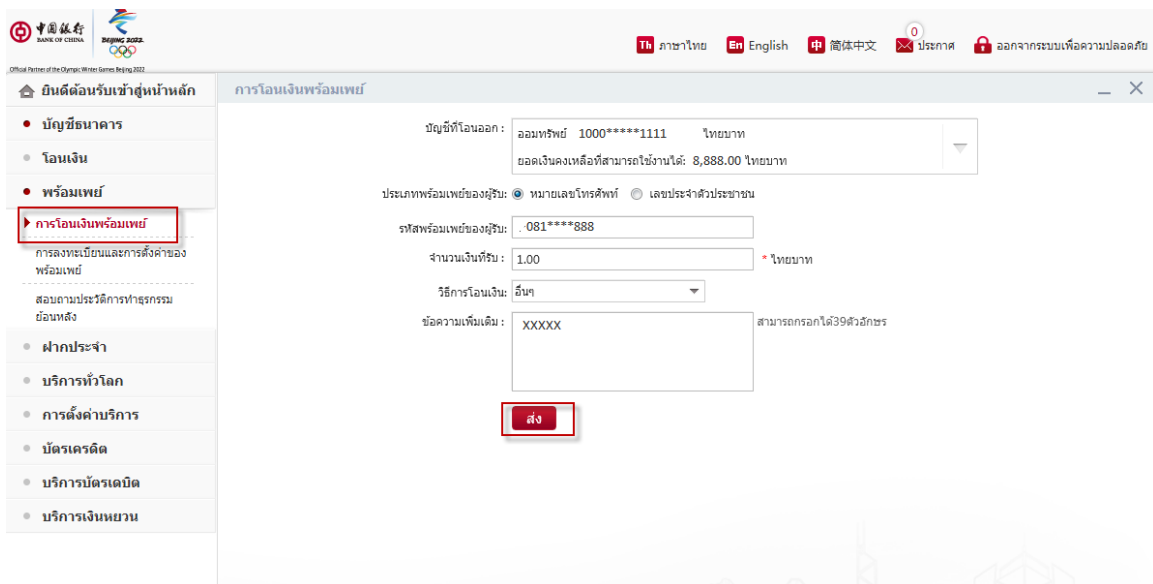 中国银行
BANK OF CHINA
BEIJING 2022
Official Partner of the Olympic Winter Games Beijing 2022
Th ภาษาไทย
En English
中 简体中文
0
ประกาศ
ออกจากระบบเพื่อความปลอดภัย
ยินดีต้อนรับเข้าสู่หน้าหลัก
บัญชีธนาคาร
โอนเงิน
พร้อมเพย์
การโอนเงินพร้อมเพย์
การลงทะเบียนและการตั้งค่าของ
พร้อมเพย์
สอบถามประวัติการทำธุรกรรม
ย้อนหลัง
ฝากประจำ
บริการทั่วโลก
การตั้งค่าบริการ
บัตรเครดิต
บริการบัตรเดบิต
บริการเงินหยวน
การโอนเงินพร้อมเพย์
บัญชีที่โอนออก : ออมทรัพย์ 1000*****1111 ไทยบาท
ยอดเงินคงเหลือที่สามารถใช้งานได้: 8,888.00 ไทยบาท
ประเภทพร้อมเพย์ของผู้รับ: หมายเลขโทรศัพท์ เลขประจำตัวประชาชน
รหัสพร้อมเพย์ของผู้รับ: 081****888
จำนวนเงินที่รับ : 1.00 * ไทยบาท
วิธีการโอนเงิน: อื่นๆ
ข้อความเพิ่มเติม : XXXXX สามารถกรอกได้39ตัวอักษร
ส่ง